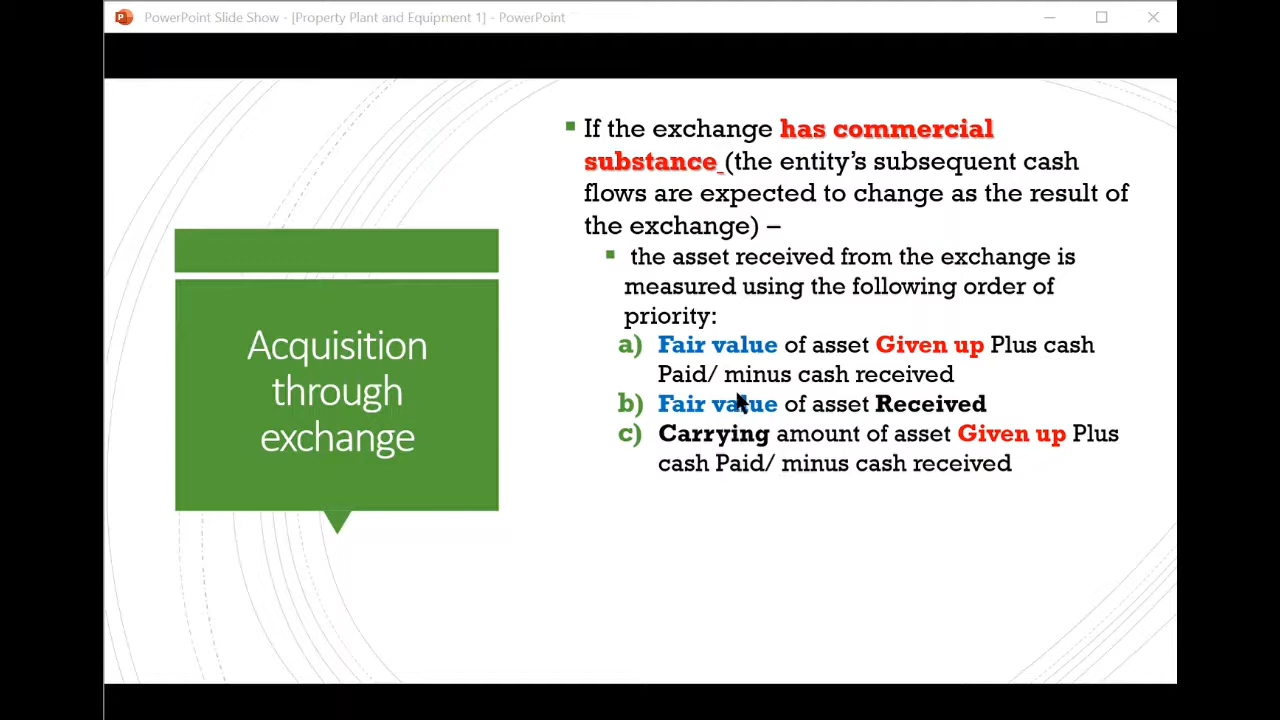 PowerPoint Slide Show - [Property Plant and Equipment 1] - PowerPoint
Acquisition
through
exchange
If the exchange has commercial
substance (the entity’s subsequent cash
flows are expected to change as the result of
the exchange) –
the asset received from the exchange is
measured using the following order of
priority:
a) Fair value of asset Given up Plus cash
Paid/ minus cash received
b) Fair value of asset Received
c) Carrying amount of asset Given up Plus
cash Paid/ minus cash received